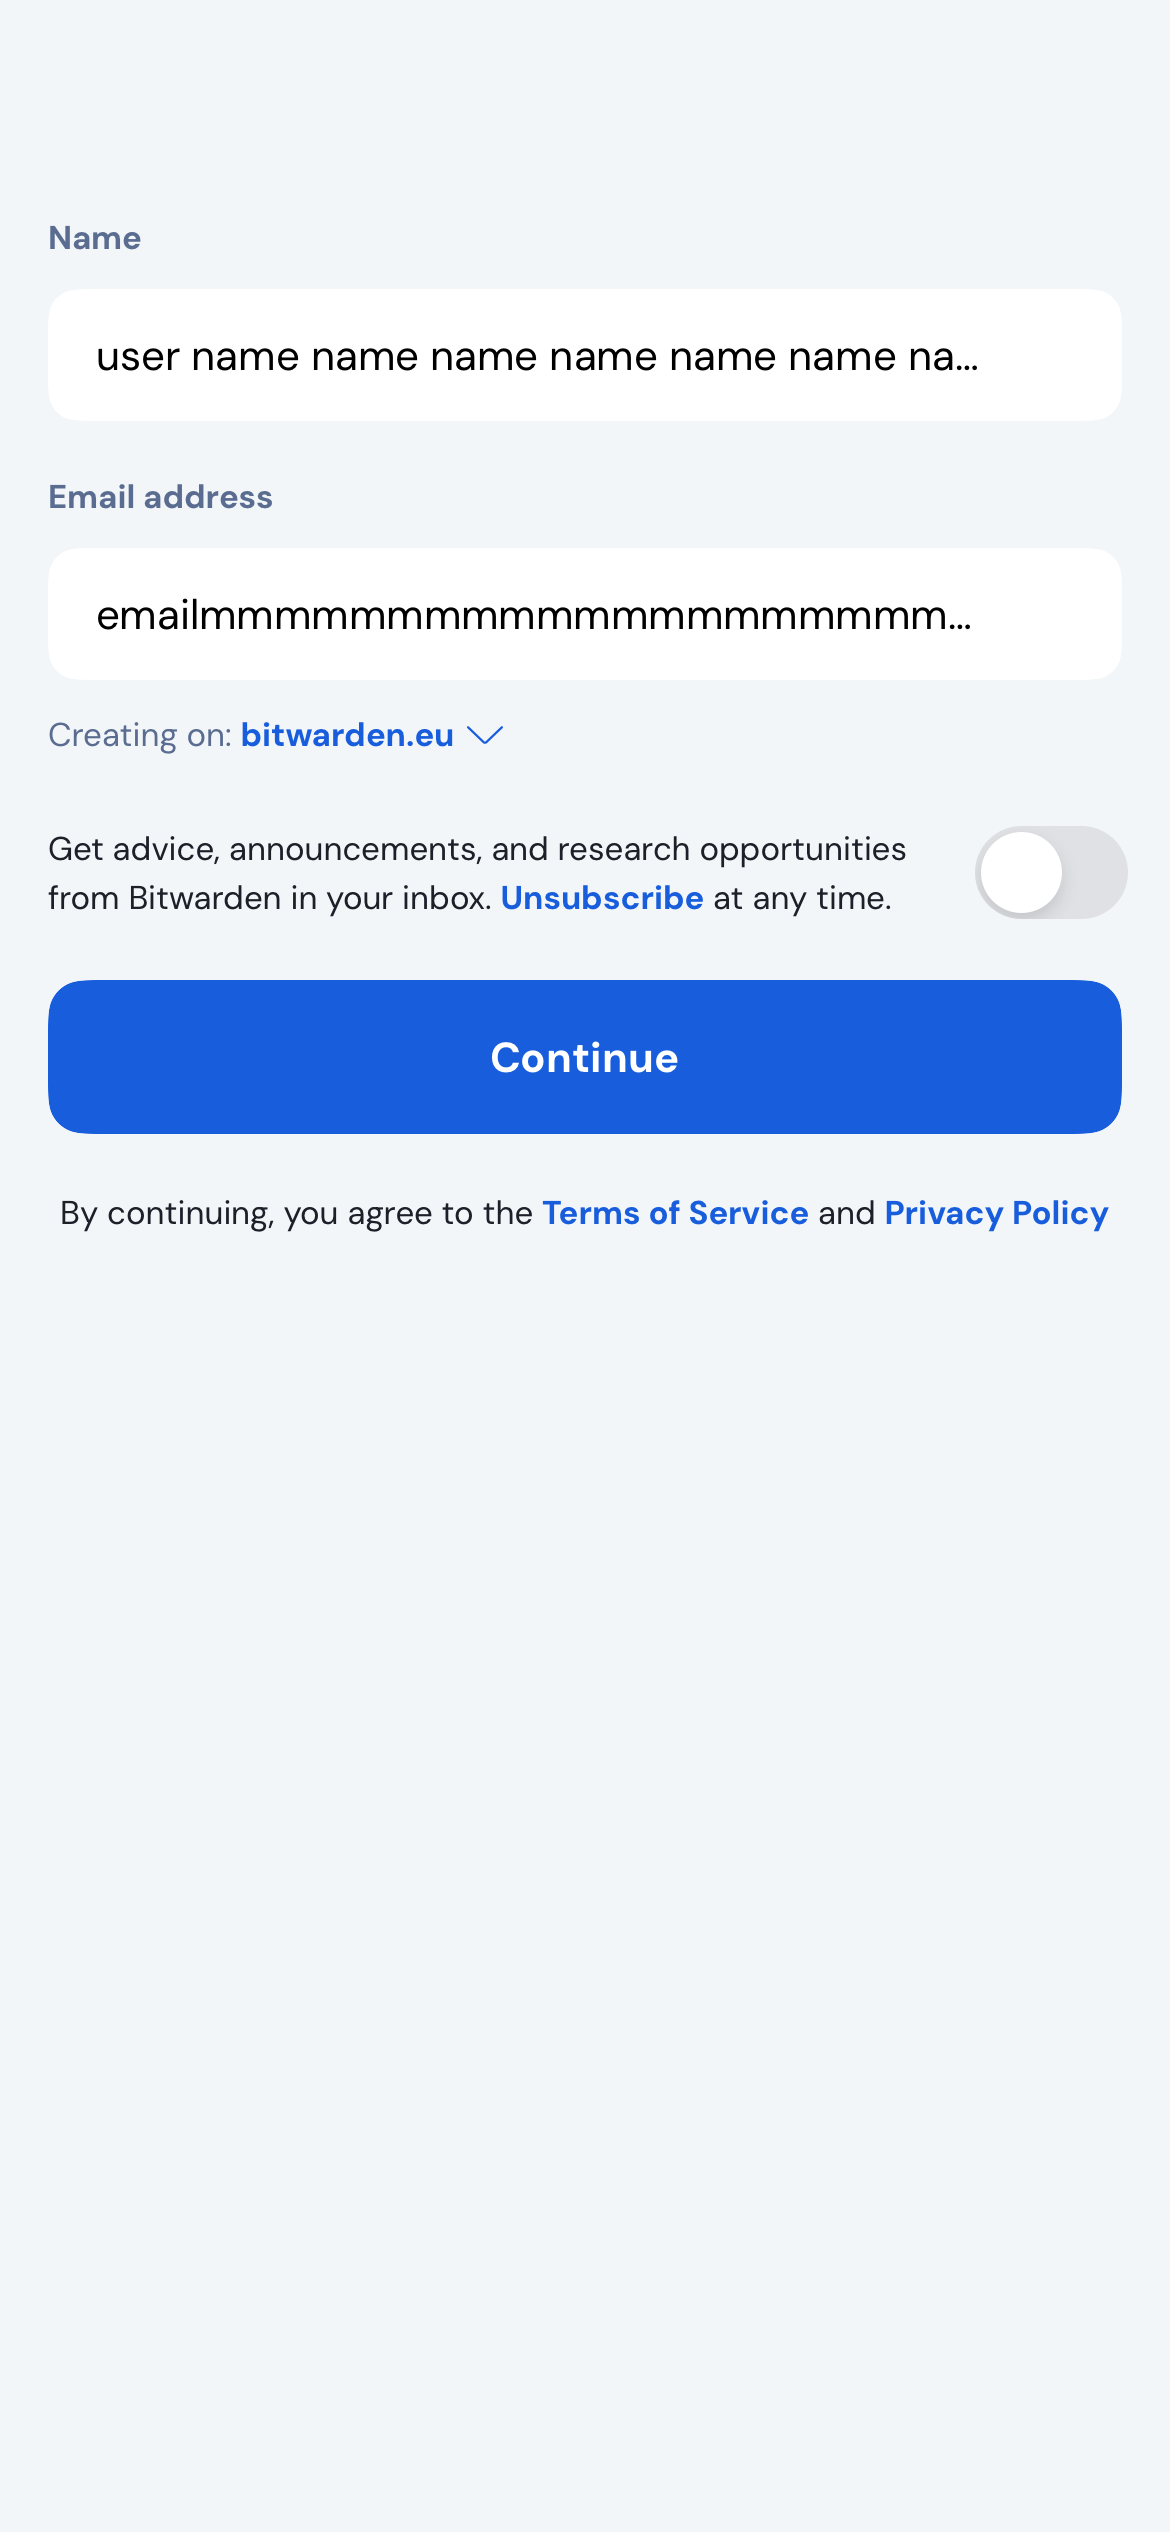 Name
user name name name name name name na...
Email address
emailmmmmmmmmmmmmmmmmmmmm...
Creating on: bitwarden.eu
Get advice, announcements, and research opportunities
from Bitwarden in your inbox. Unsubscribe at any time.
Continue
By continuing, you agree to the Terms of Service and Privacy Policy